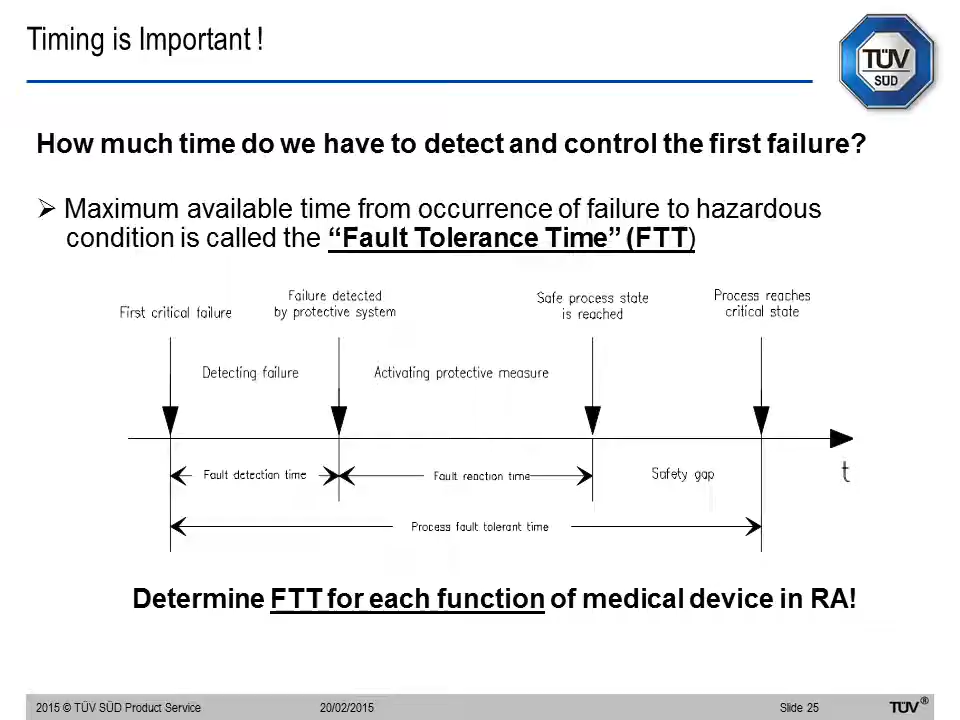 Timing is Important !
TÜV
SÜD
How much time do we have to detect and control the first failure?
➢ Maximum available time from occurrence of failure to hazardous
condition is called the “Fault Tolerance Time” (FTT)
First critical failure
Failure detected
by protective system
Safe process state
is reached
Process reaches
critical state
Detecting failure
Activating protective measure
t
Fault detection time
Fault reaction time
Safety gap
Process fault tolerant time
Determine FTT for each function of medical device in RA!
2015 © TÜV SÜD Product Service
20/02/2015
Slide 25
TÜV®